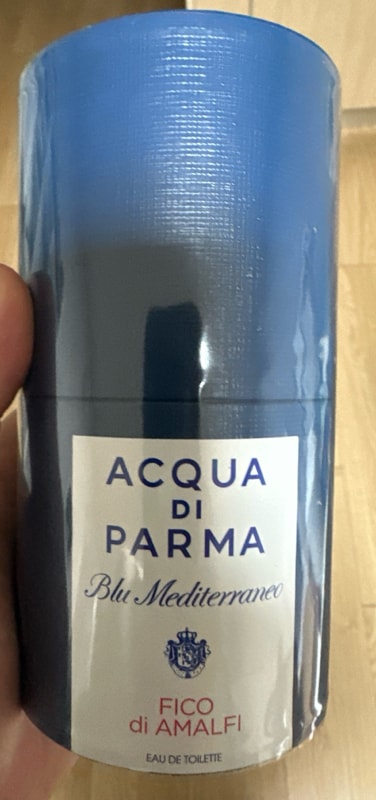 ACQUA
DI
PARMA
Blu Mediterraneo
FICO
di AMALFI
EAU DE TOILETTE